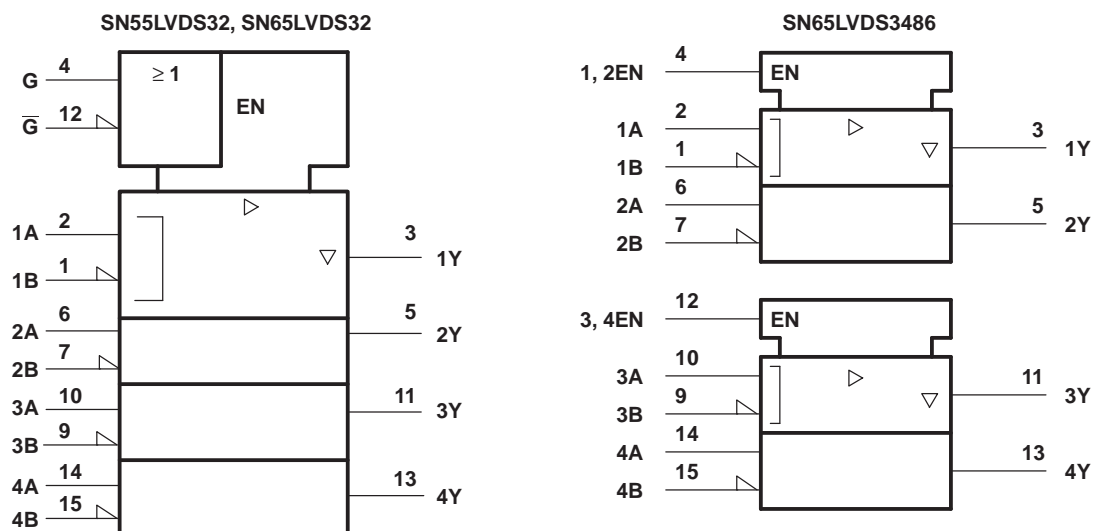 SN55LVDS32, SN65LVDS32
G 4 ≥ 1
G̅ 12 EN
1A 2
1B 1
3 1Y
2A 6
2B 7
5 2Y
3A 10
3B 9
11 3Y
4A 14
4B 15
13 4Y
SN65LVDS3486
1, 2EN 4 EN
1A 2
1B 1
3 1Y
2A 6
2B 7
5 2Y
3, 4EN 12 EN
3A 10
3B 9
11 3Y
4A 14
4B 15
13 4Y